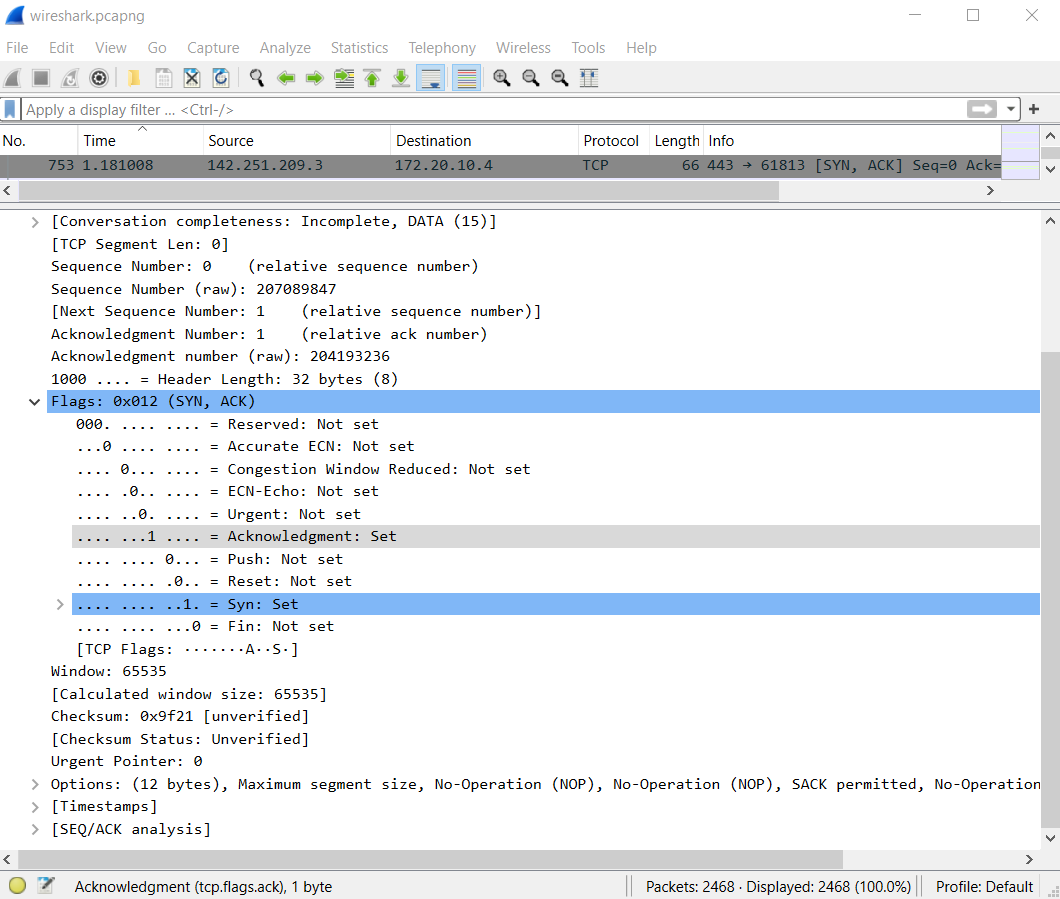 wireshark.pcapng
File Edit View Go Capture Analyze Statistics Telephony Wireless Tools Help
Apply a display filter ... <Ctrl-/>
No. Time Source Destination Protocol Length Info
753 1.181008 142.251.209.3 172.20.10.4 TCP 66 443 → 61813 [SYN, ACK] Seq=0 Ack=
[Conversation completeness: Incomplete, DATA (15)]
[TCP Segment Len: 0]
Sequence Number: 0    (relative sequence number)
Sequence Number (raw): 207089847
[Next Sequence Number: 1    (relative sequence number)]
Acknowledgment Number: 1    (relative ack number)
Acknowledgment number (raw): 204193236
1000 .... = Header Length: 32 bytes (8)
Flags: 0x012 (SYN, ACK)
000. .... .... = Reserved: Not set
...0 .... .... = Accurate ECN: Not set
.... 0... .... = Congestion Window Reduced: Not set
.... .0.. .... = ECN-Echo: Not set
.... ..0. .... = Urgent: Not set
.... ...1 .... = Acknowledgment: Set
.... .... 0... = Push: Not set
.... .... .0.. = Reset: Not set
.... .... ..1. = Syn: Set
.... .... ...0 = Fin: Not set
[TCP Flags: ·······A··S·]
Window: 65535
[Calculated window size: 65535]
Checksum: 0x9f21 [unverified]
[Checksum Status: Unverified]
Urgent Pointer: 0
Options: (12 bytes), Maximum segment size, No-Operation (NOP), No-Operation (NOP), SACK permitted, No-Operation
[Timestamps]
[SEQ/ACK analysis]
Acknowledgment (tcp.flags.ack), 1 byte Packets: 2468 · Displayed: 2468 (100.0%) Profile: Default